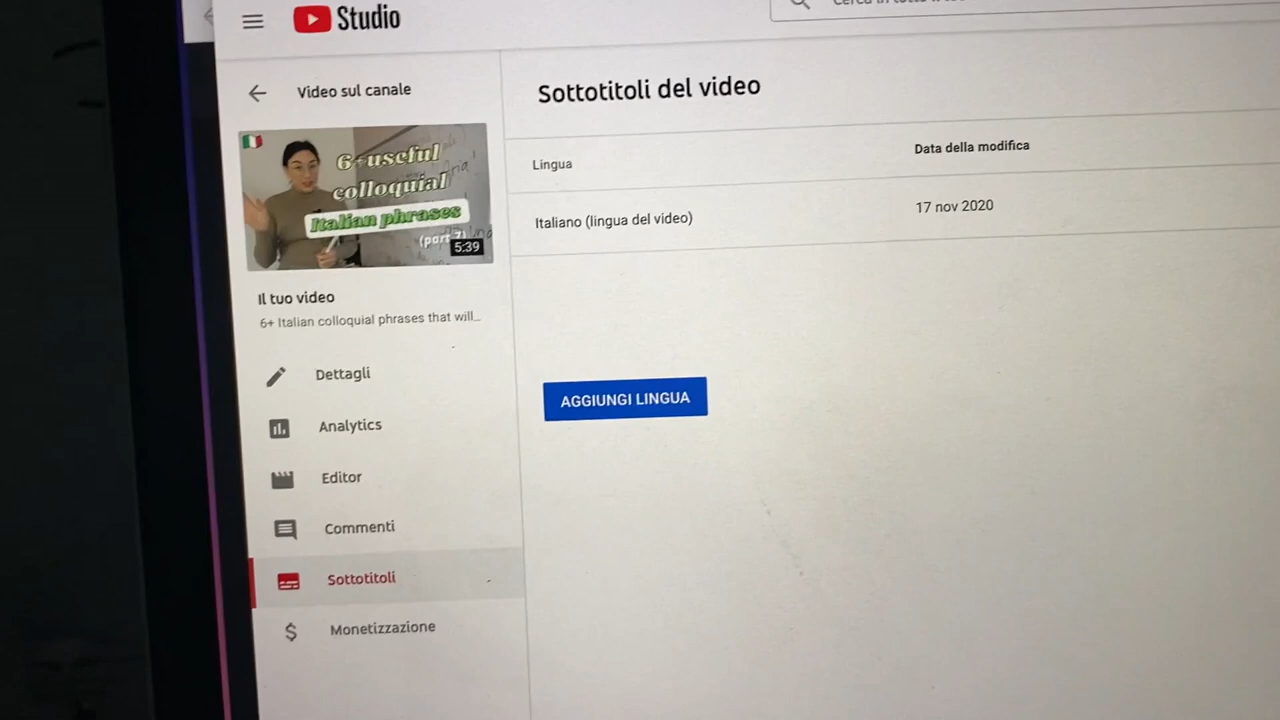 Studio
Video sul canale
6+useful
colloquial
Italian phrases
(part 7)
5:39
Il tuo video
6+ Italian colloquial phrases that will...
Dettagli
Analytics
Editor
Commenti
Sottotitoli
Monetizzazione
Sottotitoli del video
Lingua
Data della modifica
Italiano (lingua del video)
17 nov 2020
AGGIUNGI LINGUA